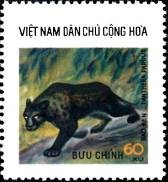 VIỆT NAM DÂN CHỦ CỘNG HÒA
BƯU CHÍNH 60
XU